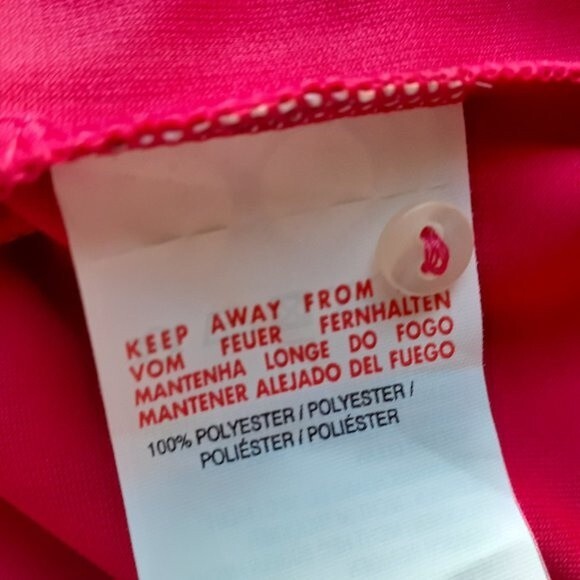 KEEP AWAY FROM
VOM FEUER FERNHALTEN
MANTENHA LONGE DO FOGO
MANTENER ALEJADO DEL FUEGO
100% POLYESTER / POLYESTER /
POLIÉSTER / POLIÉSTER